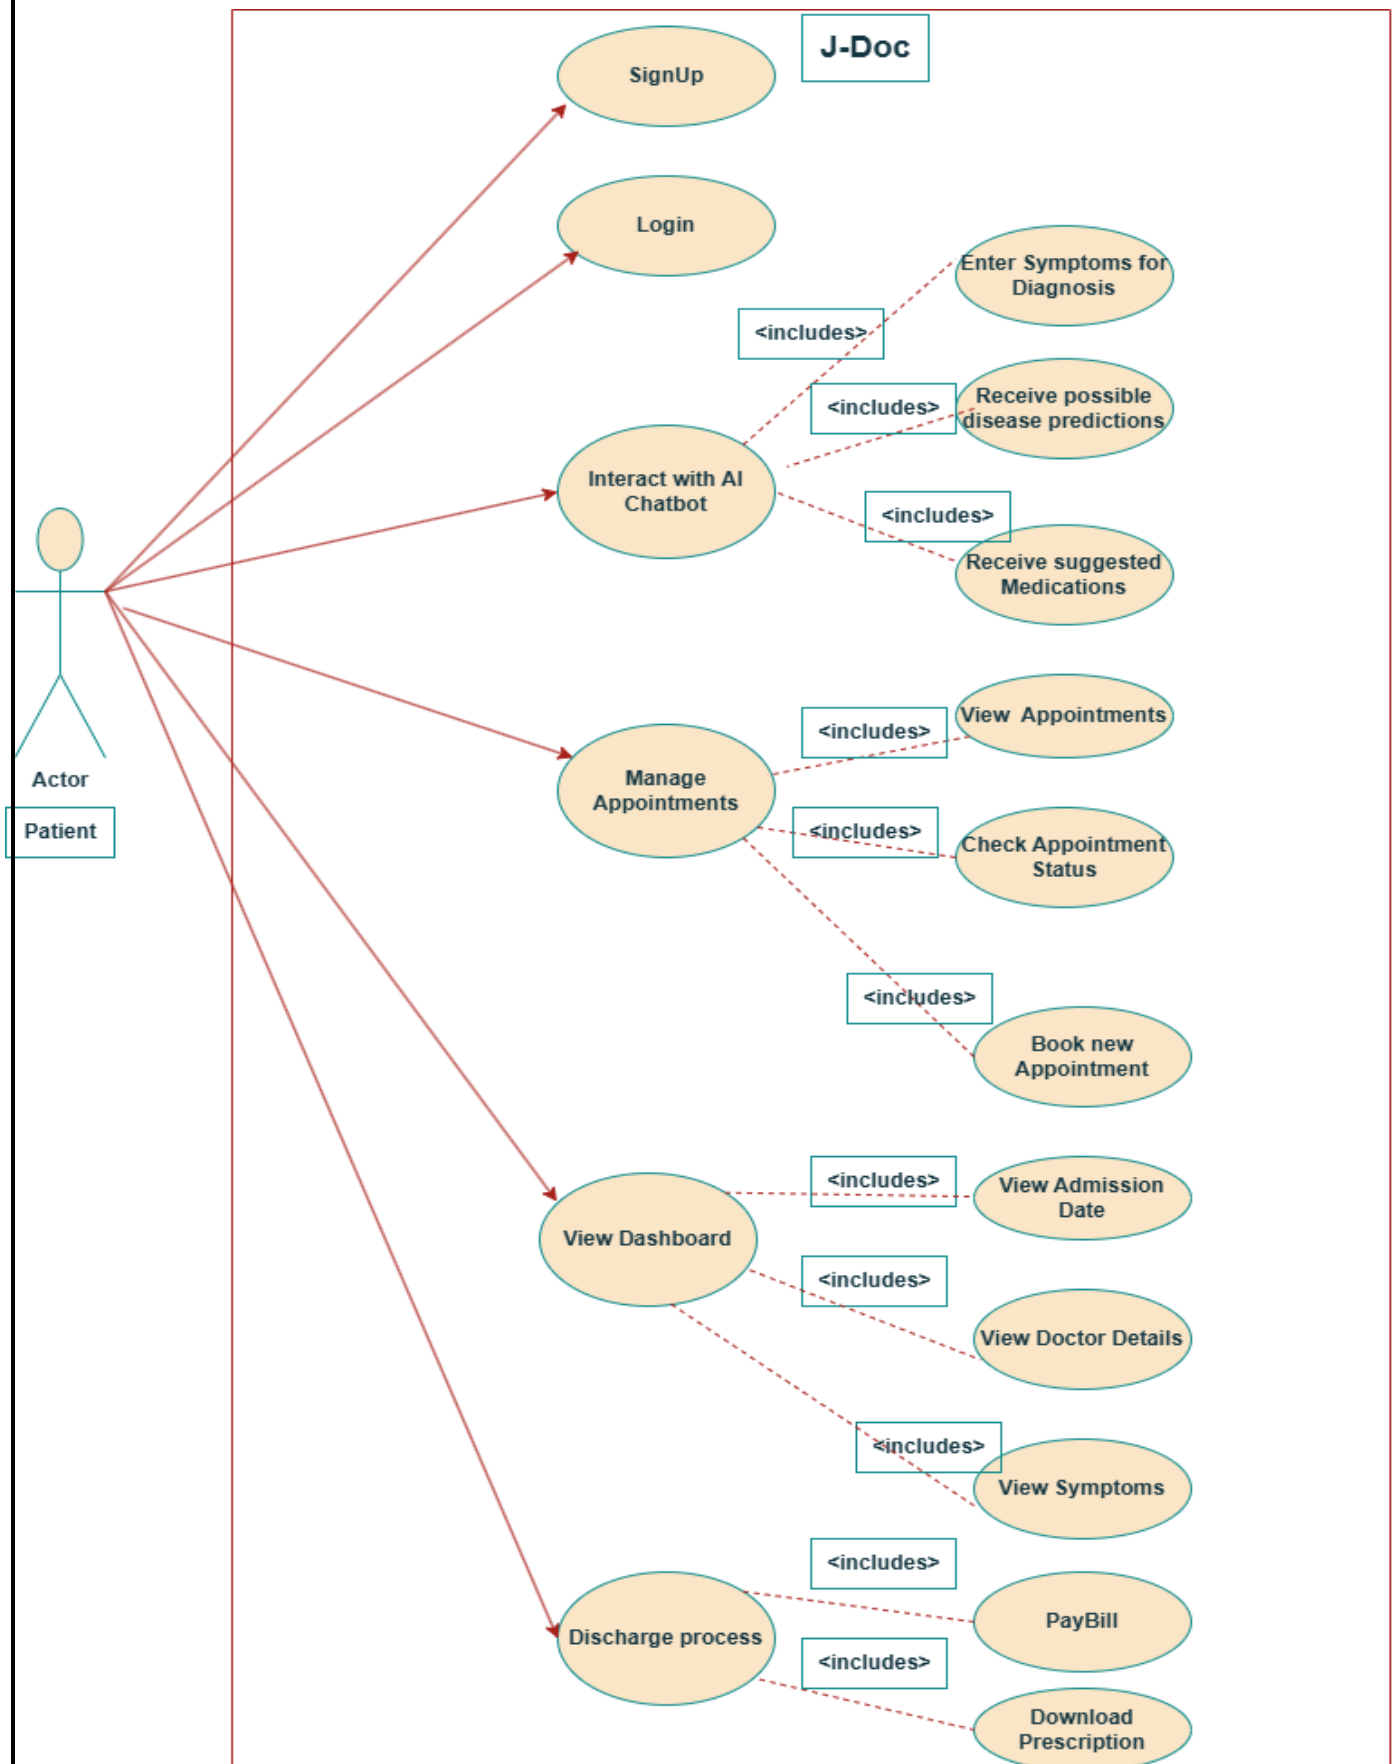 J-Doc
SignUp
Login
Enter Symptoms for
Diagnosis
<includes>
Receive possible
disease predictions
<includes>
Interact with AI
Chatbot
<includes>
Receive suggested
Medications
Actor
Patient
View  Appointments
<includes>
Manage
Appointments
<includes>
Check Appointment
Status
<includes>
Book new
Appointment
<includes>
View Admission
Date
View Dashboard
<includes>
View Doctor Details
<includes>
View Symptoms
<includes>
PayBill
Discharge process
<includes>
Download
Prescription